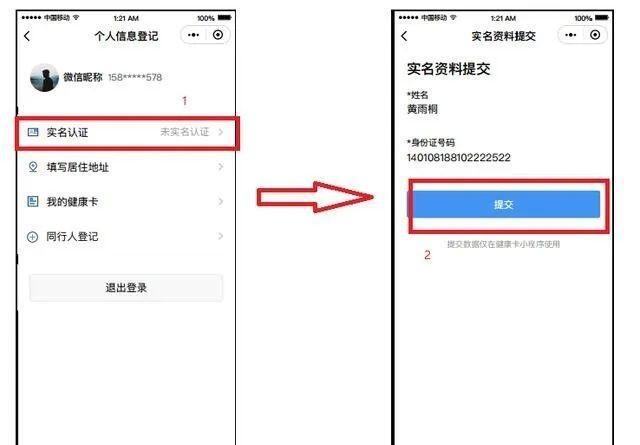 中国移动 1:21 AM 100%
个人信息登记
微信昵称 158*****578
1
实名认证 未实名认证
填写居住地址
我的健康卡
同行人登记
退出登录
中国移动 1:21 AM 100%
实名资料提交
实名资料提交
*姓名
黄雨桐
*身份证号码
140108188102222522
提交
2
提交数据仅在健康卡小程序使用